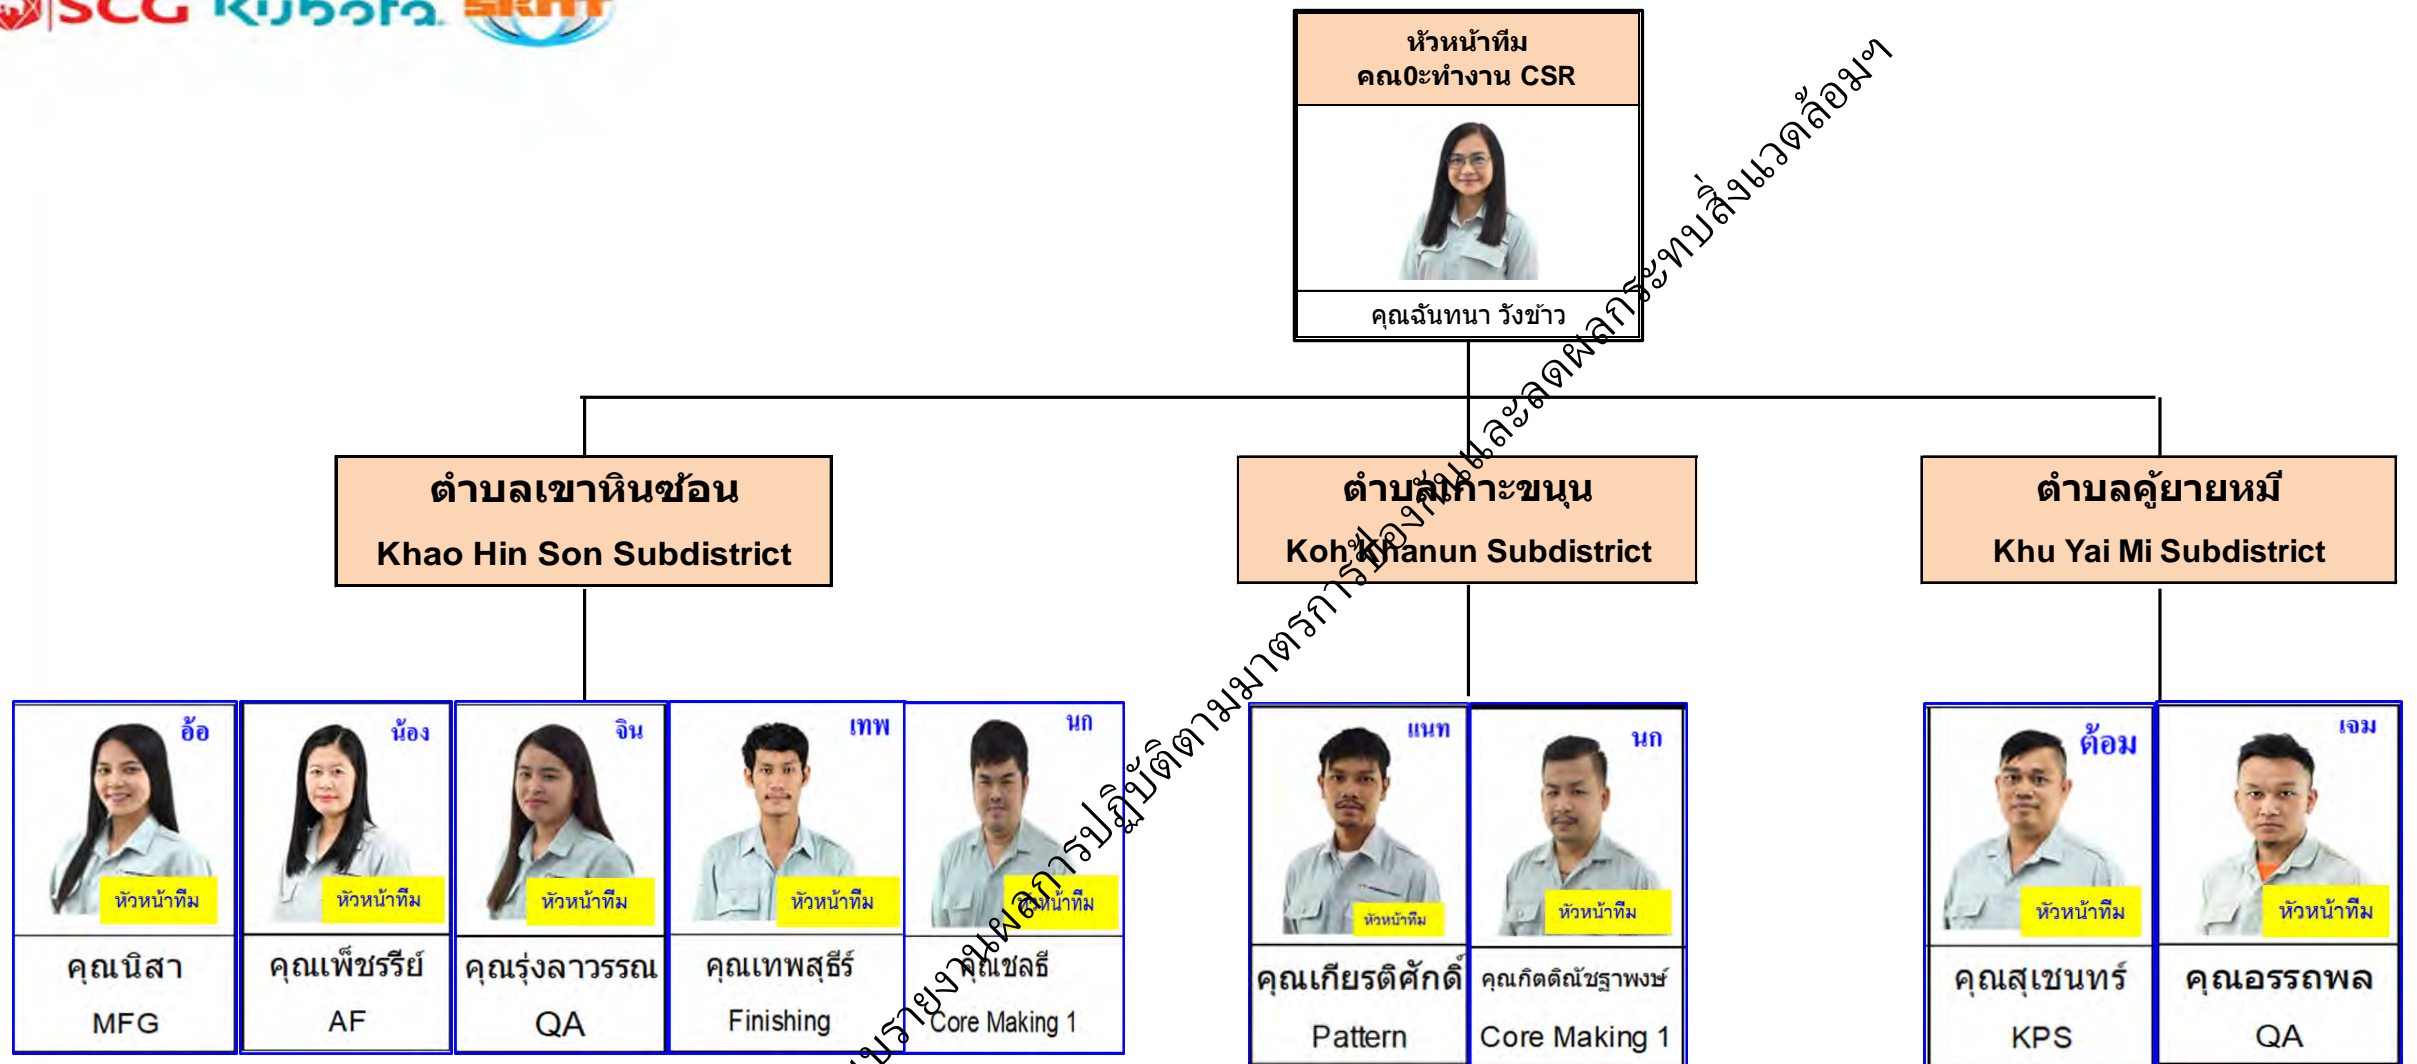 SCG Kubota SKMT
หัวหน้าทีม
คณ0ะทำงาน CSR
คุณฉันทนา วังข้าว
ตำบลเขาหินซ้อน
Khao Hin Son Subdistrict
ตำบลเกาะขนุน
Koh Khanun Subdistrict
ตำบลคู้ยายหมี
Khu Yai Mi Subdistrict
อ้อ
หัวหน้าทีม
คุณนิสา
MFG
น้อง
หัวหน้าทีม
คุณเพ็ชรรีย์
AF
จิน
หัวหน้าทีม
คุณรุ่งลาวรรณ
QA
เทพ
หัวหน้าทีม
คุณเทพสุธีร์
Finishing
นก
หัวหน้าทีม
คุณชลธี
Core Making 1
แนท
หัวหน้าทีม
คุณเกียรติศักดิ์
Pattern
นก
หัวหน้าทีม
คุณกิตติณัชฐาพงษ์
Core Making 1
ต้อม
หัวหน้าทีม
คุณสุเชนทร์
KPS
เจม
หัวหน้าทีม
คุณอรรถพล
QA
รายงานผลการปฏิบัติตามมาตรการป้องกันและลดผลกระทบสิ่งแวดล้อมฯ